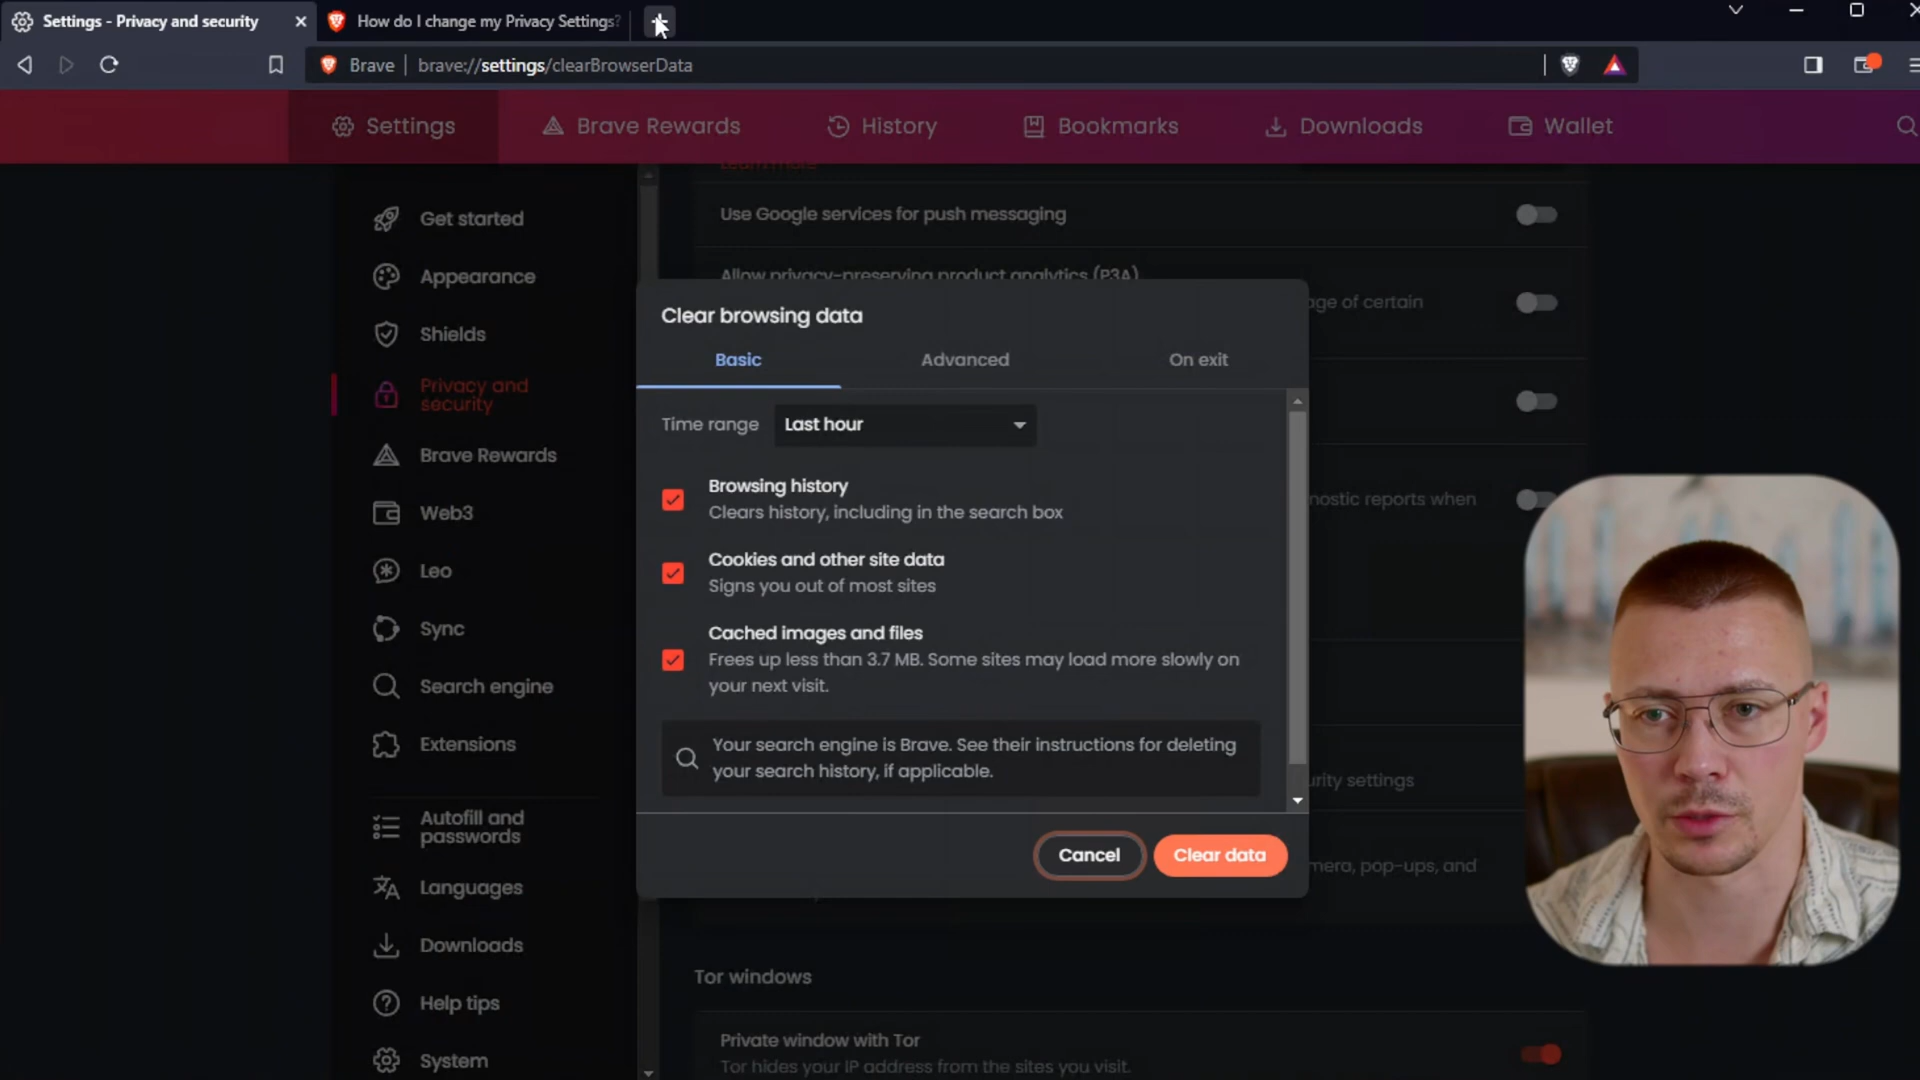 Settings - Privacy and security
How do I change my Privacy Settings?
Brave
brave://settings/clearBrowserData
Settings
Brave Rewards
History
Bookmarks
Downloads
Wallet
Learn more
Get started
Appearance
Shields
Privacy and
security
Brave Rewards
Web3
Leo
Sync
Search engine
Extensions
Autofill and
passwords
Languages
Downloads
Help tips
System
Use Google services for push messaging
Allow privacy-preserving product analytics (P3A)
age of certain
nostic reports when
urity settings
mera, pop-ups, and
Clear browsing data
Basic
Advanced
On exit
Time range
Last hour
Browsing history
Clears history, including in the search box
Cookies and other site data
Signs you out of most sites
Cached images and files
Frees up less than 3.7 MB. Some sites may load more slowly on
your next visit.
Your search engine is Brave. See their instructions for deleting
your search history, if applicable.
Cancel
Clear data
Tor windows
Private window with Tor
Tor hides your IP address from the sites you visit.